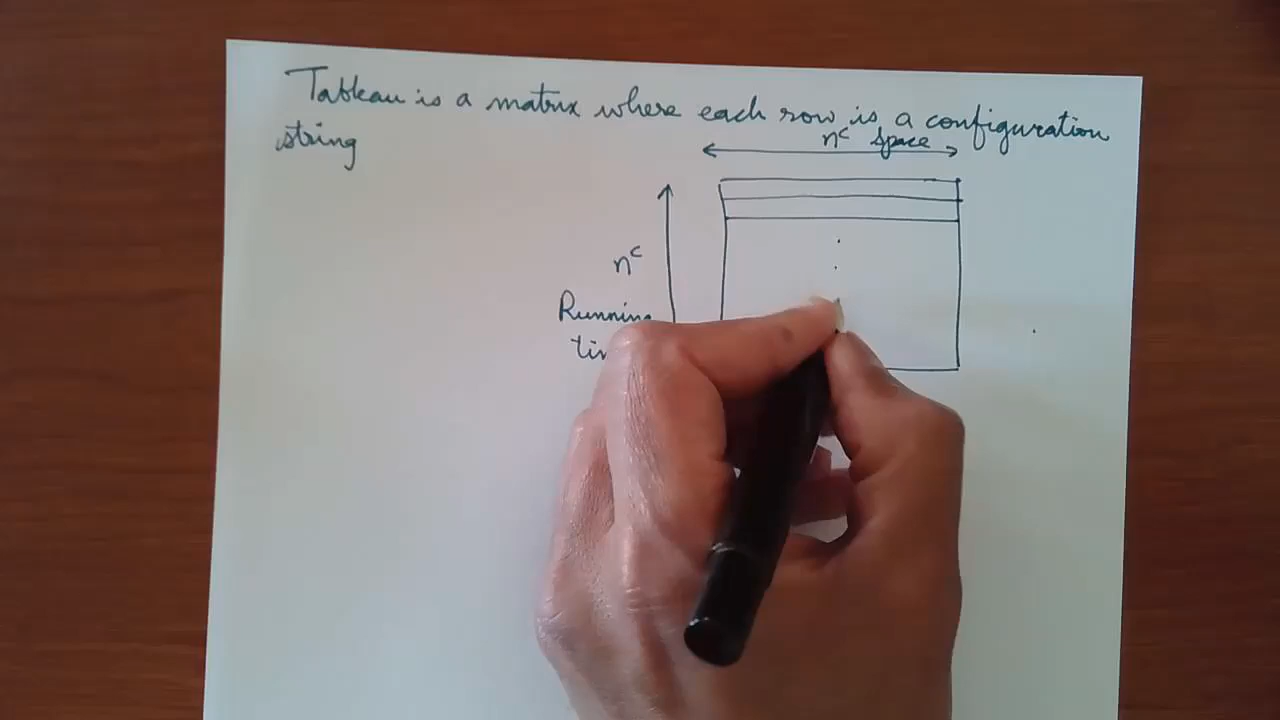 Tableau is a matrix where each row is a configuration
string
n^c space
n^c
Running